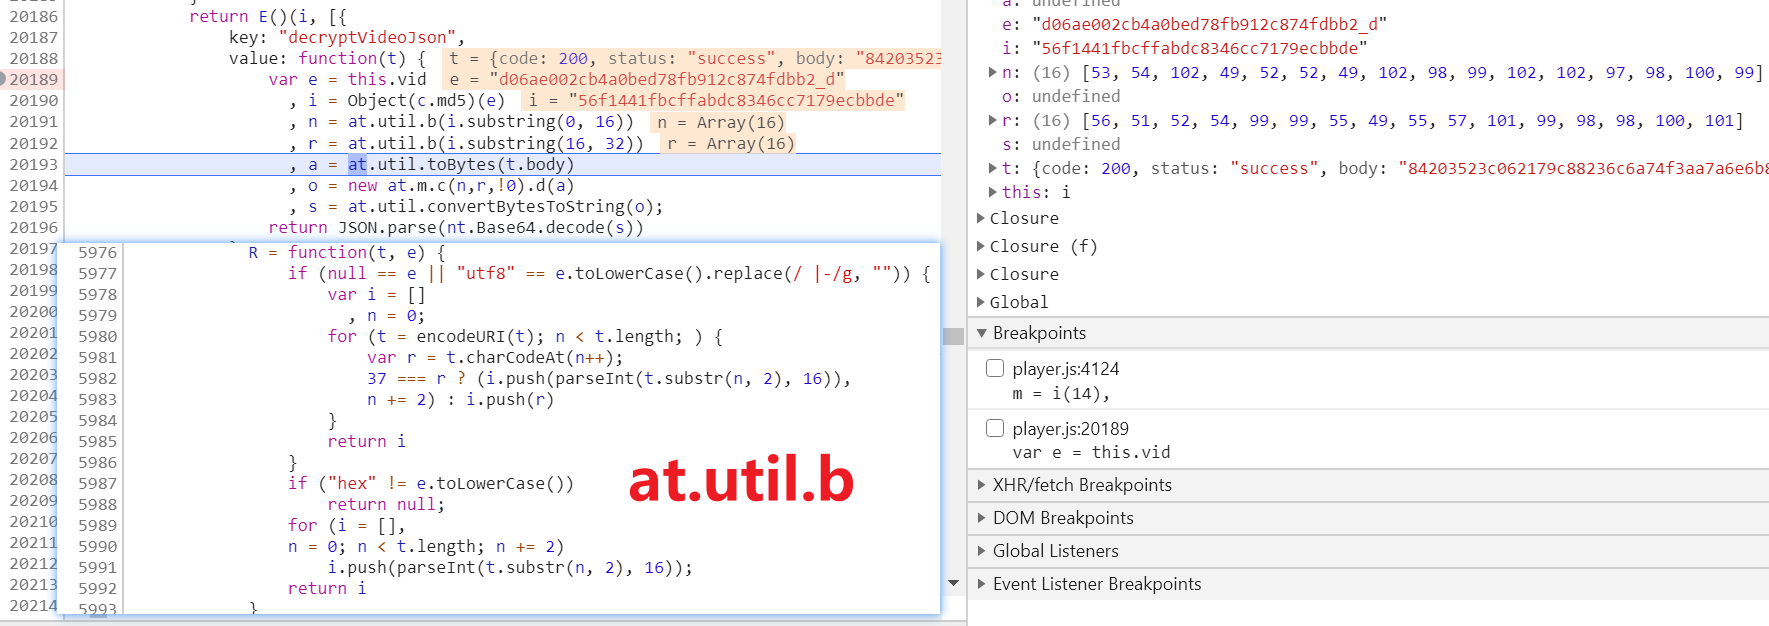 20186 return E()(i, [{
20187 key: "decryptVideoJson",
20188 value: function(t) { t = {code: 200, status: "success", body: "84203523
20189 var e = this.vid e = "d06ae002cb4a0bed78fb912c874fdbb2_d"
20190 , i = Object(c.md5)(e) i = "56f1441fbcffabdc8346cc7179ecbbde"
20191 , n = at.util.b(i.substring(0, 16)) n = Array(16)
20192 , r = at.util.b(i.substring(16, 32)) r = Array(16)
20193 , a = at.util.toBytes(t.body)
20194 , o = new at.m.c(n,r,!0).d(a)
20195 , s = at.util.convertBytesToString(o);
20196 return JSON.parse(nt.Base64.decode(s))
20197
20198
20199
20200
20201
20202
20203
20204
20205
20206
20207
20208
20209
20210
20211
20212
20213
20214
5976 R = function(t, e) {
5977 if (null == e || "utf8" == e.toLowerCase().replace(/ |-/g, "")) {
5978 var i = []
5979 , n = 0;
5980 for (t = encodeURI(t); n < t.length; ) {
5981 var r = t.charCodeAt(n++);
5982 37 === r ? (i.push(parseInt(t.substr(n, 2), 16)),
5983 n += 2) : i.push(r)
5984 }
5985 return i
5986 }
5987 if ("hex" != e.toLowerCase())
5988 return null;
5989 for (i = [],
5990 n = 0; n < t.length; n += 2)
5991 i.push(parseInt(t.substr(n, 2), 16));
5992 return i
5993 }
at.util.b
a: undefined
e: "d06ae002cb4a0bed78fb912c874fdbb2_d"
i: "56f1441fbcffabdc8346cc7179ecbbde"
n: (16) [53, 54, 102, 49, 52, 52, 49, 102, 98, 99, 102, 102, 97, 98, 100, 99]
o: undefined
r: (16) [56, 51, 52, 54, 99, 99, 55, 49, 55, 57, 101, 99, 98, 98, 100, 101]
s: undefined
t: {code: 200, status: "success", body: "84203523c062179c88236c6a74f3aa7a6e6b8
this: i
Closure
Closure (f)
Closure
Global
Breakpoints
player.js:4124
m = i(14),
player.js:20189
var e = this.vid
XHR/fetch Breakpoints
DOM Breakpoints
Global Listeners
Event Listener Breakpoints